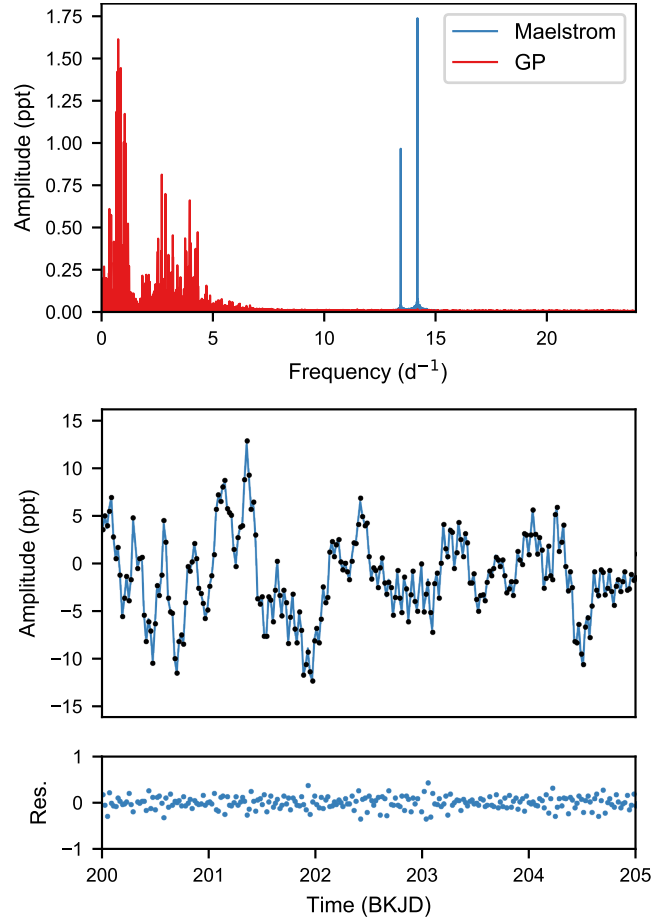 1.75
1.50
1.25
1.00
0.75
0.50
0.25
0.00
Amplitude (ppt)
Maelstrom
GP
0 5 10 15 20
Frequency (d⁻¹)
15
10
5
0
−5
−10
−15
Amplitude (ppt)
1
0
−1
Res.
200 201 202 203 204 205
Time (BKJD)